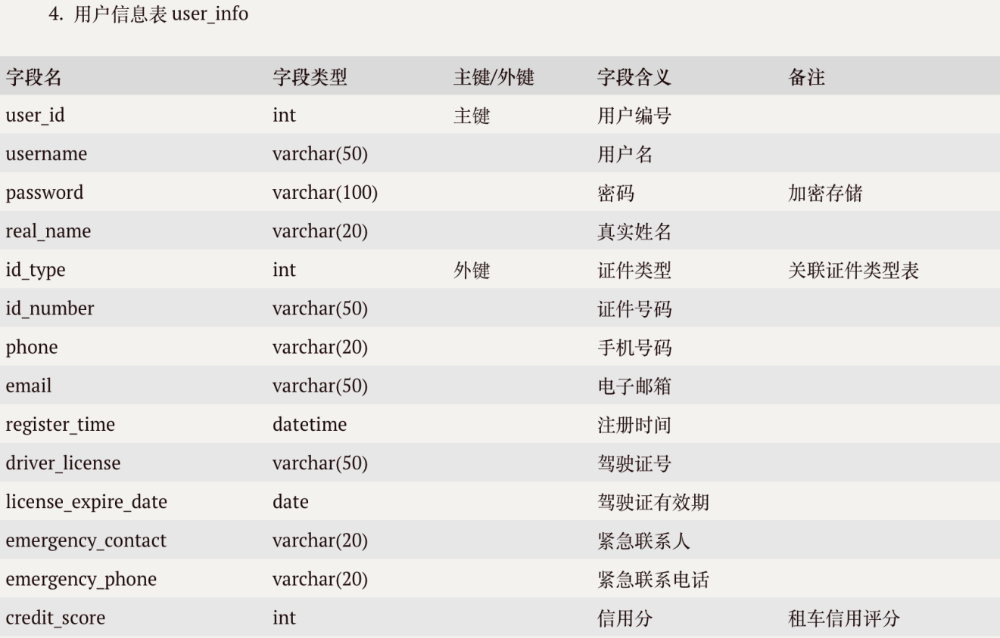 4. 用户信息表 user_info
字段名 字段类型 主键/外键 字段含义 备注
user_id int 主键 用户编号
username varchar(50) 用户名
password varchar(100) 密码 加密存储
real_name varchar(20) 真实姓名
id_type int 外键 证件类型 关联证件类型表
id_number varchar(50) 证件号码
phone varchar(20) 手机号码
email varchar(50) 电子邮箱
register_time datetime 注册时间
driver_license varchar(50) 驾驶证号
license_expire_date date 驾驶证有效期
emergency_contact varchar(20) 紧急联系人
emergency_phone varchar(20) 紧急联系电话
credit_score int 信用分 租车信用评分